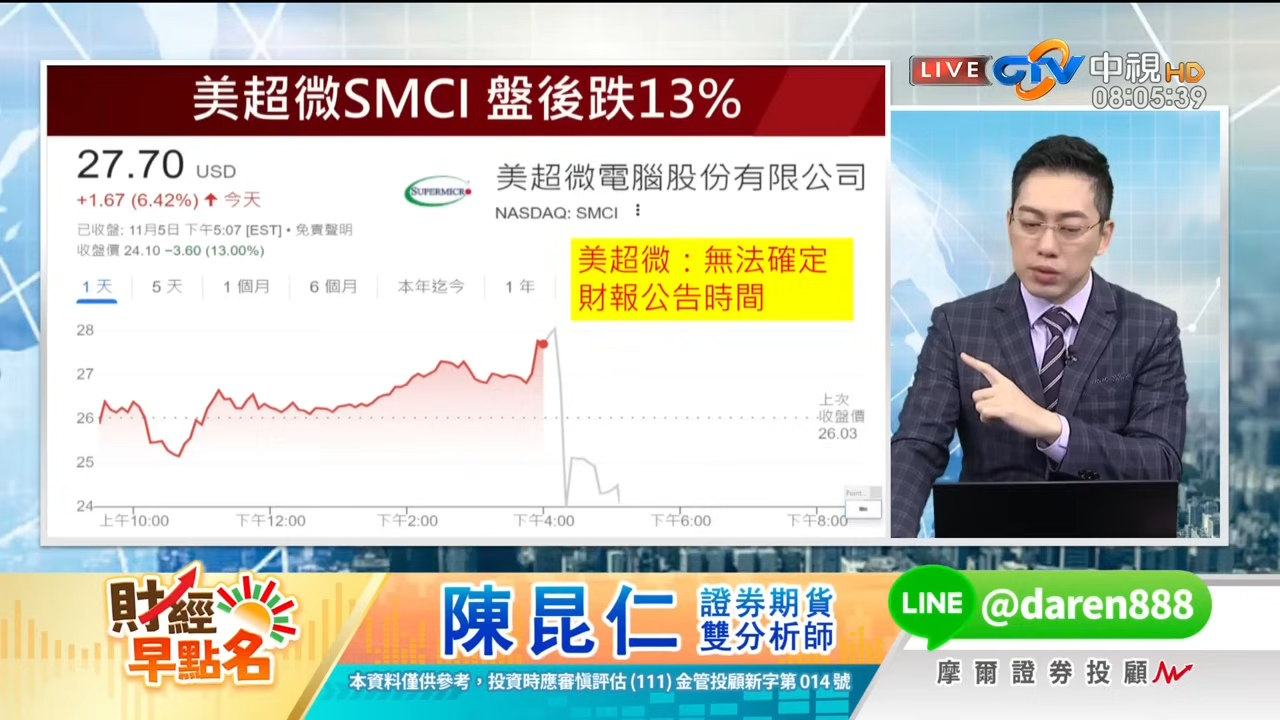 美超微SMCI 盤後跌13%
LIVE CTV 中視HD
08:05:39
27.70 USD
+1.67 (6.42%) ↑ 今天
已收盤: 11月5日 下午5:07 [EST] • 免責聲明
收盤價 24.10 −3.60 (13.00%)
SUPERMICR
美超微電腦股份有限公司
NASDAQ: SMCI
美超微：無法確定
財報公告時間
1 天 5 天 1 個月 6 個月 本年迄今 1 年
28
27
26
25
24
上次
收盤價
26.03
Point...
上午10:00 下午12:00 下午2:00 下午4:00 下午6:00 下午8:00
財經
早點名
陳昆仁
證券期貨
雙分析師
本資料僅供參考，投資時應審慎評估 (111) 金管投顧新字第 014 號
LINE @daren888
摩爾證券投顧